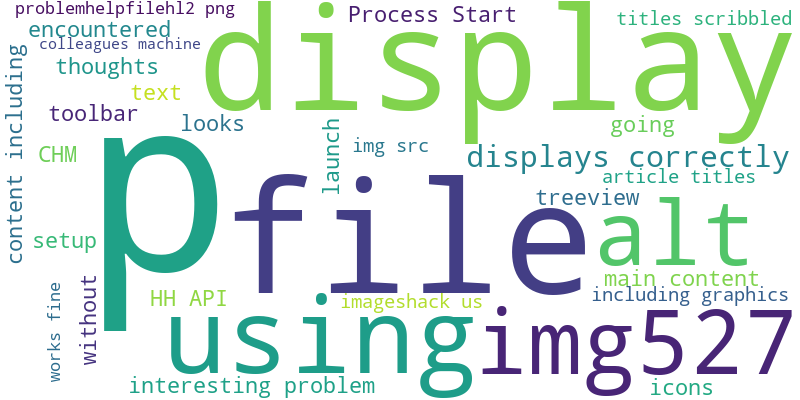 problemhelpfilehl2 png
Process Start
titles scribbled
encountered
colleagues machine
display
thoughts
text
toolbar
looks
going
content including
CHM
launch
img src
displays correctly
article titles
p
file
treeview
alt
setup
main content
HH API
imageshack us
including graphics
without
works fine
using
img527
interesting problem
icons